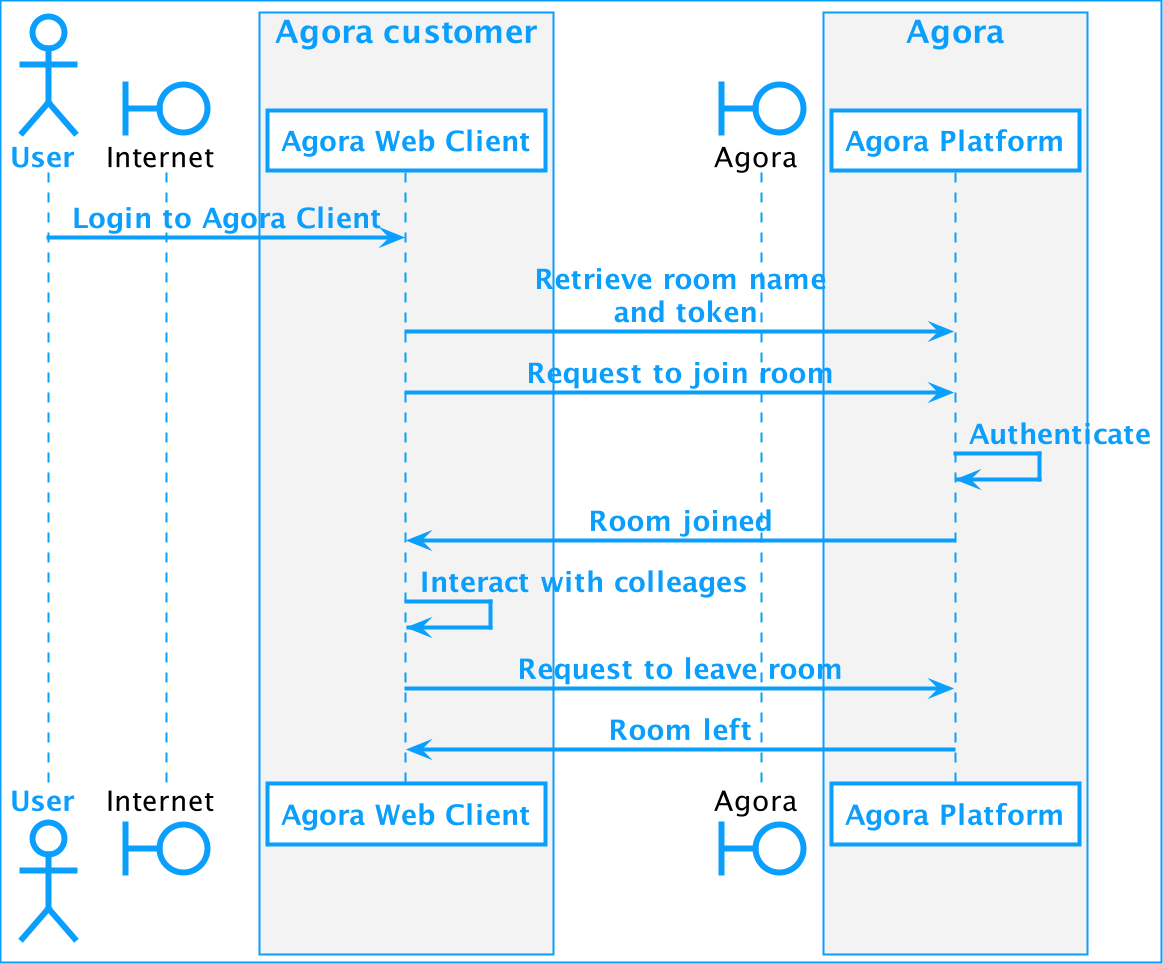 Agora customer
Agora
Agora Web Client
Agora Platform
User
Internet
Agora
Login to Agora Client
Retrieve room name
and token
Request to join room
Authenticate
Room joined
Interact with colleages
Request to leave room
Room left
User
Internet
Agora
Agora Web Client
Agora Platform